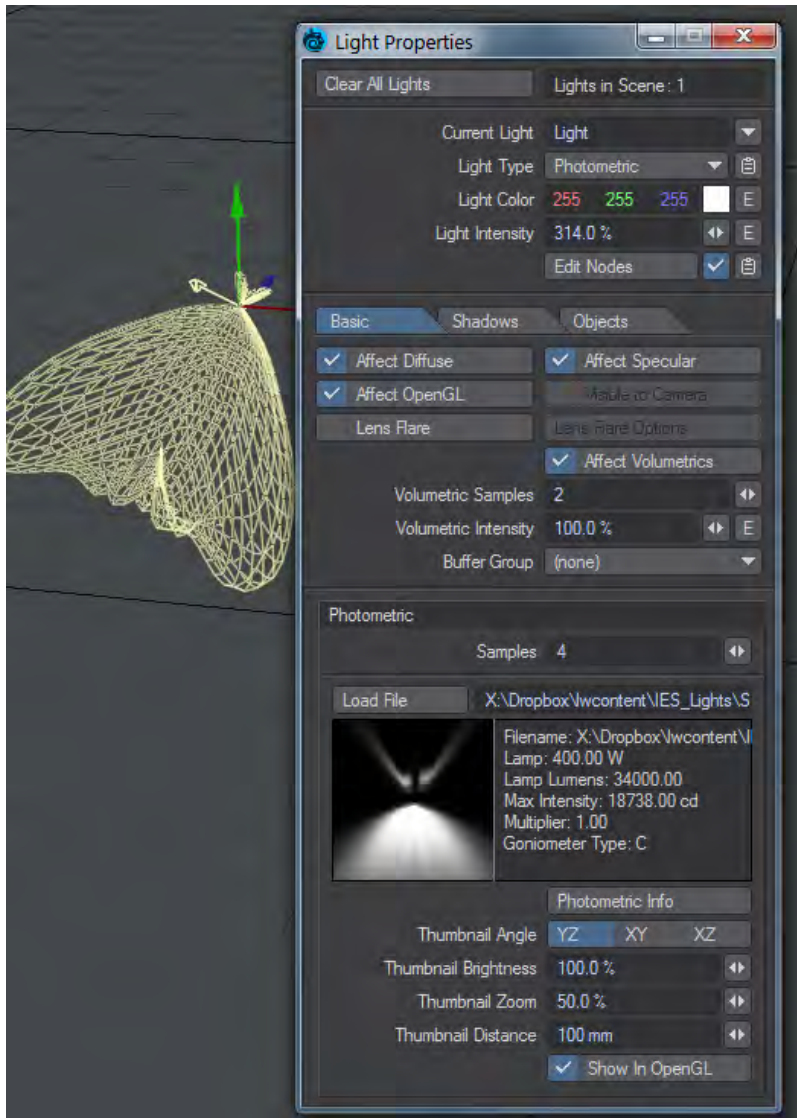 Light Properties
Clear All Lights Lights in Scene: 1
Current Light Light
Light Type Photometric
Light Color 255 255 255 E
Light Intensity 314.0 % E
Edit Nodes
Basic Shadows Objects
Affect Diffuse Affect Specular
Affect OpenGL Visible to Camera
Lens Flare Lens Flare Options
Affect Volumetrics
Volumetric Samples 2
Volumetric Intensity 100.0 % E
Buffer Group (none)
Photometric
Samples 4
Load File X:\Dropbox\lwcontent\IES_Lights\S
Filename: X:\Dropbox\lwcontent\I
Lamp: 400.00 W
Lamp Lumens: 34000.00
Max Intensity: 18738.00 cd
Multiplier: 1.00
Goniometer Type: C
Photometric Info
Thumbnail Angle YZ XY XZ
Thumbnail Brightness 100.0 %
Thumbnail Zoom 50.0 %
Thumbnail Distance 100 mm
Show In OpenGL